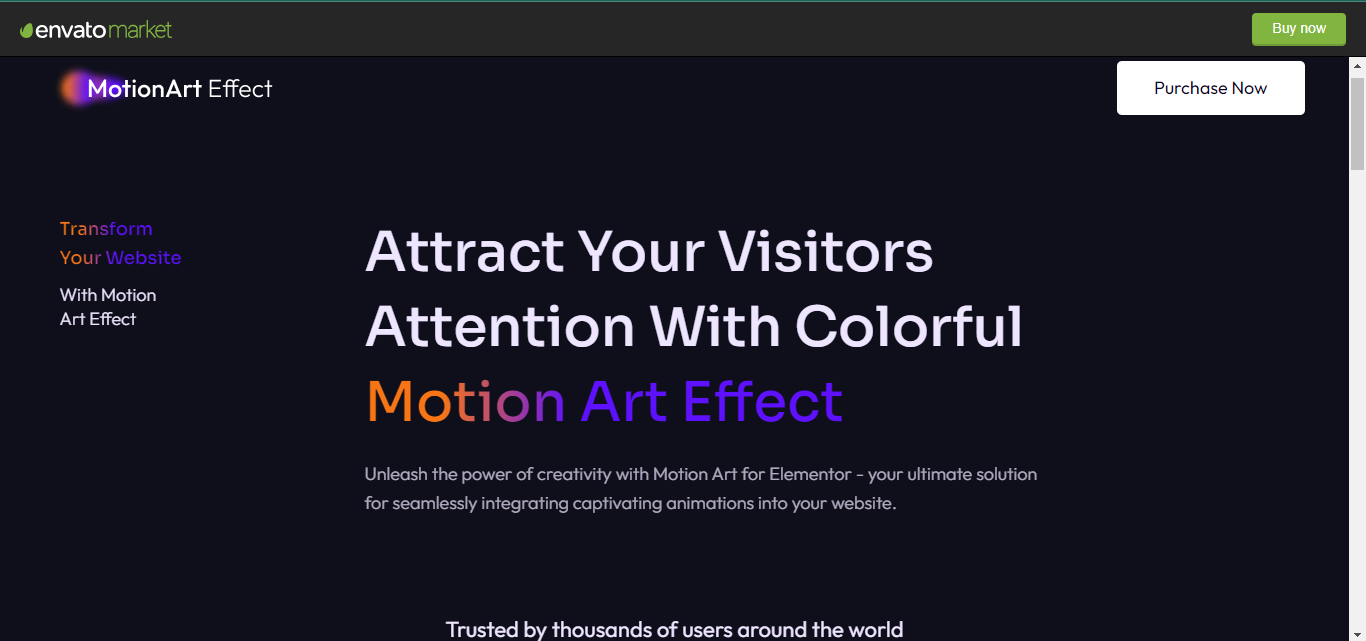 envato market
Buy now
MotionArt Effect
Purchase Now
Transform
Your Website
With Motion
Art Effect
Attract Your Visitors
Attention With Colorful
Motion Art Effect
Unleash the power of creativity with Motion Art for Elementor - your ultimate solution
for seamlessly integrating captivating animations into your website.
Trusted by thousands of users around the world